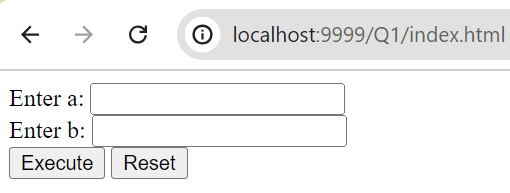 localhost:9999/Q1/index.html
Enter a:
Enter b:
Execute Reset